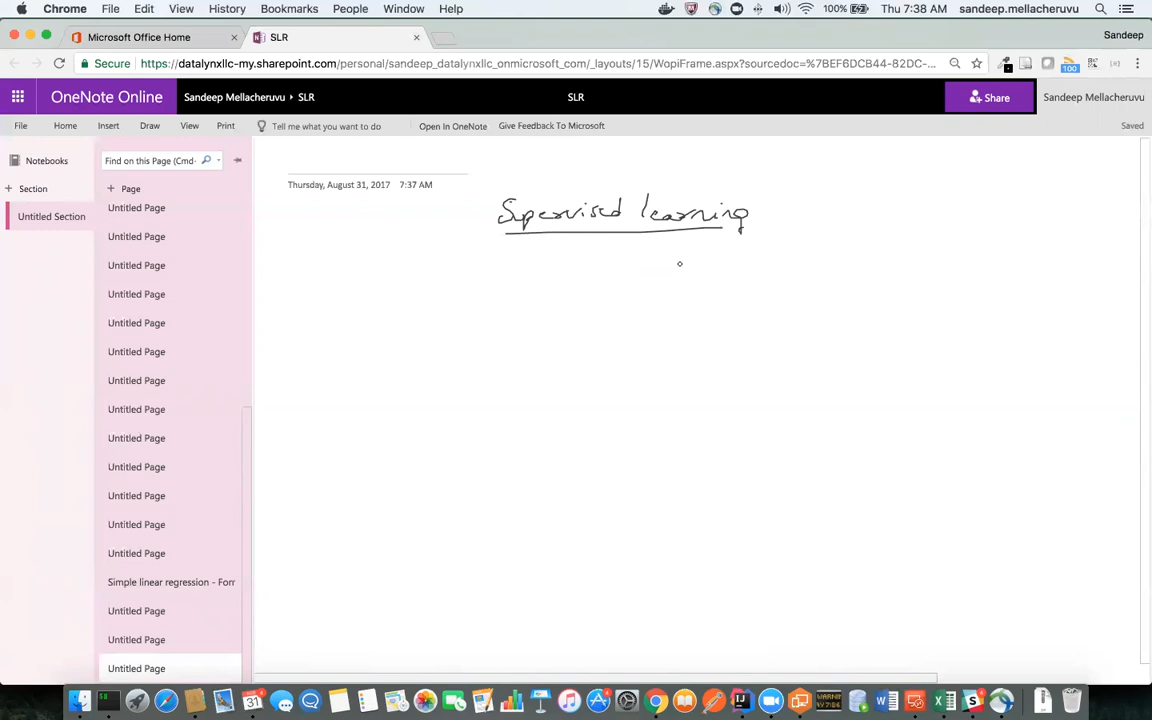 Chrome File Edit View History Bookmarks People Window Help 100% Thu 7:38 AM sandeep.mellacheruvu
Microsoft Office Home SLR Sandeep
Secure https://datalynxllc-my.sharepoint.com/personal/sandeep_datalynxllc_onmicrosoft_com/_layouts/15/WopiFrame.aspx?sourcedoc=%7BEF6DCB44-82DC-...
100
OneNote Online Sandeep Mellacheruvu ▸ SLR SLR Share Sandeep Mellacheruvu
File Home Insert Draw View Print Tell me what you want to do Open In OneNote Give Feedback To Microsoft Saved
Notebooks Find on this Page (Cmd-
+ Section + Page
Untitled Section
Untitled Page
Untitled Page
Untitled Page
Untitled Page
Untitled Page
Untitled Page
Untitled Page
Untitled Page
Untitled Page
Untitled Page
Untitled Page
Untitled Page
Untitled Page
Simple linear regression - Forr
Untitled Page
Untitled Page
Untitled Page
Thursday, August 31, 2017 7:37 AM
Supervised learning
31